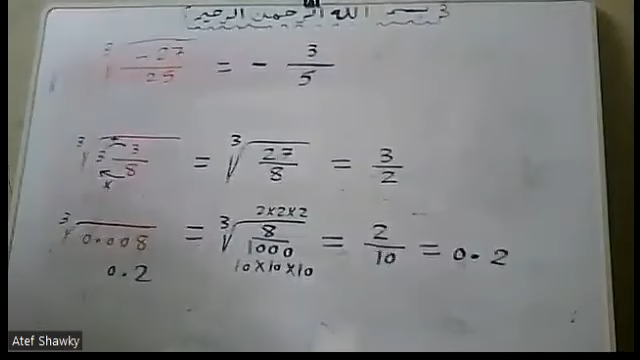 بسم الله الرحمن الرحيم
∛(-27/25) = - 3/5
∛(3 3/8) = ∛(27/8) = 3/2
2×2×2
∛0.008 = ∛(8/1000) = 2/10 = 0.2
0.2 10×10×10
Atef Shawky